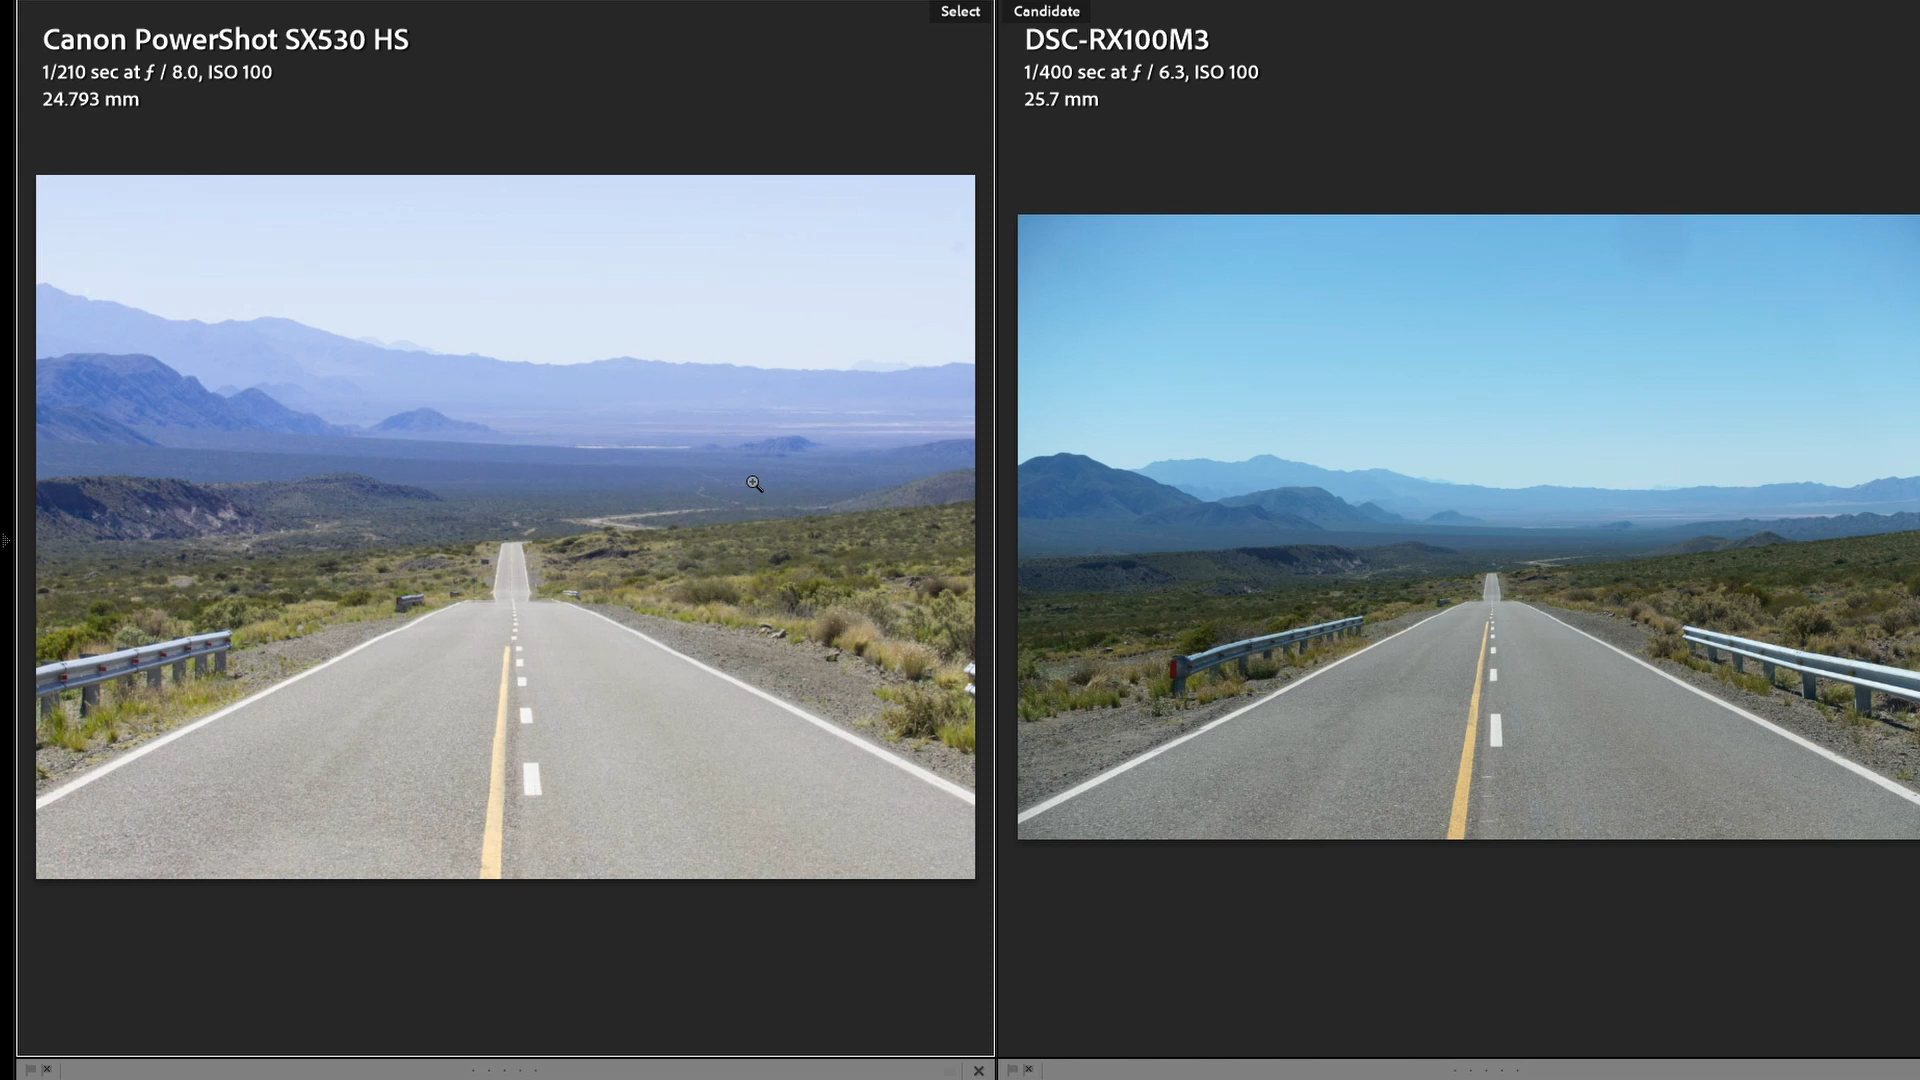 Select
Canon PowerShot SX530 HS
1/210 sec at ƒ / 8.0, ISO 100
24.793 mm
Candidate
DSC-RX100M3
1/400 sec at ƒ / 6.3, ISO 100
25.7 mm